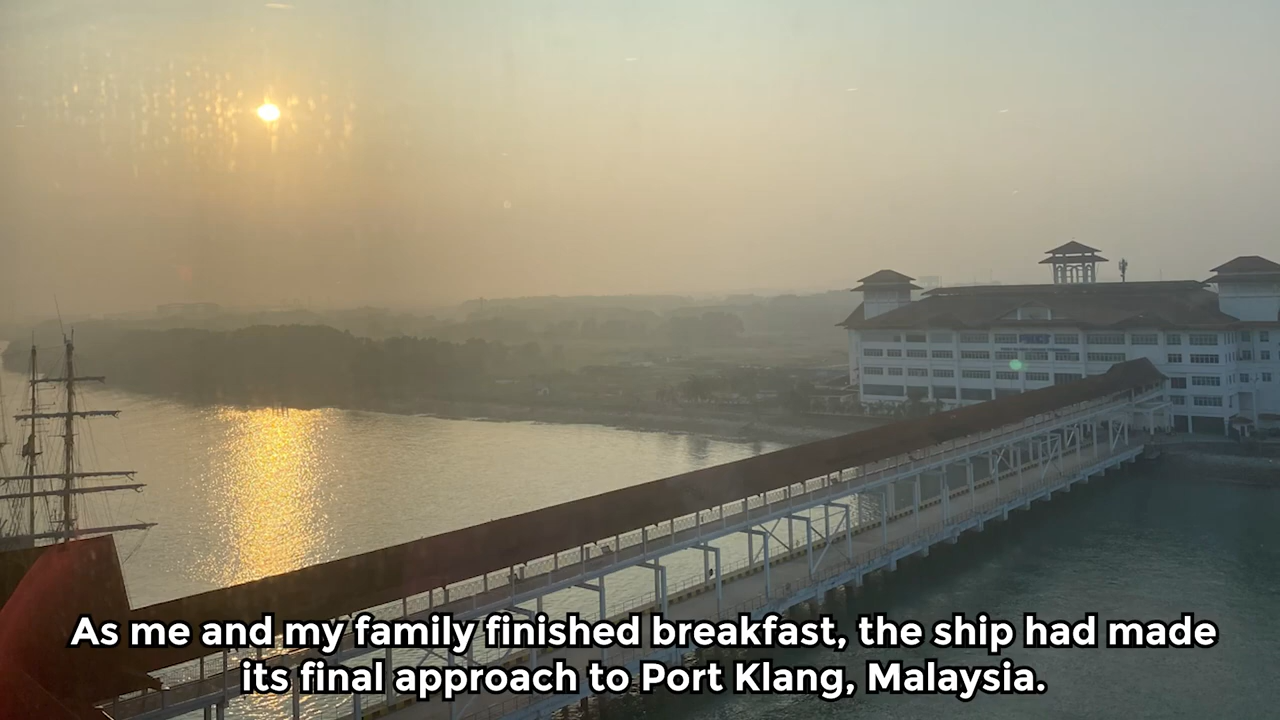 As me and my family finished breakfast, the ship had made
its final approach to Port Klang, Malaysia.